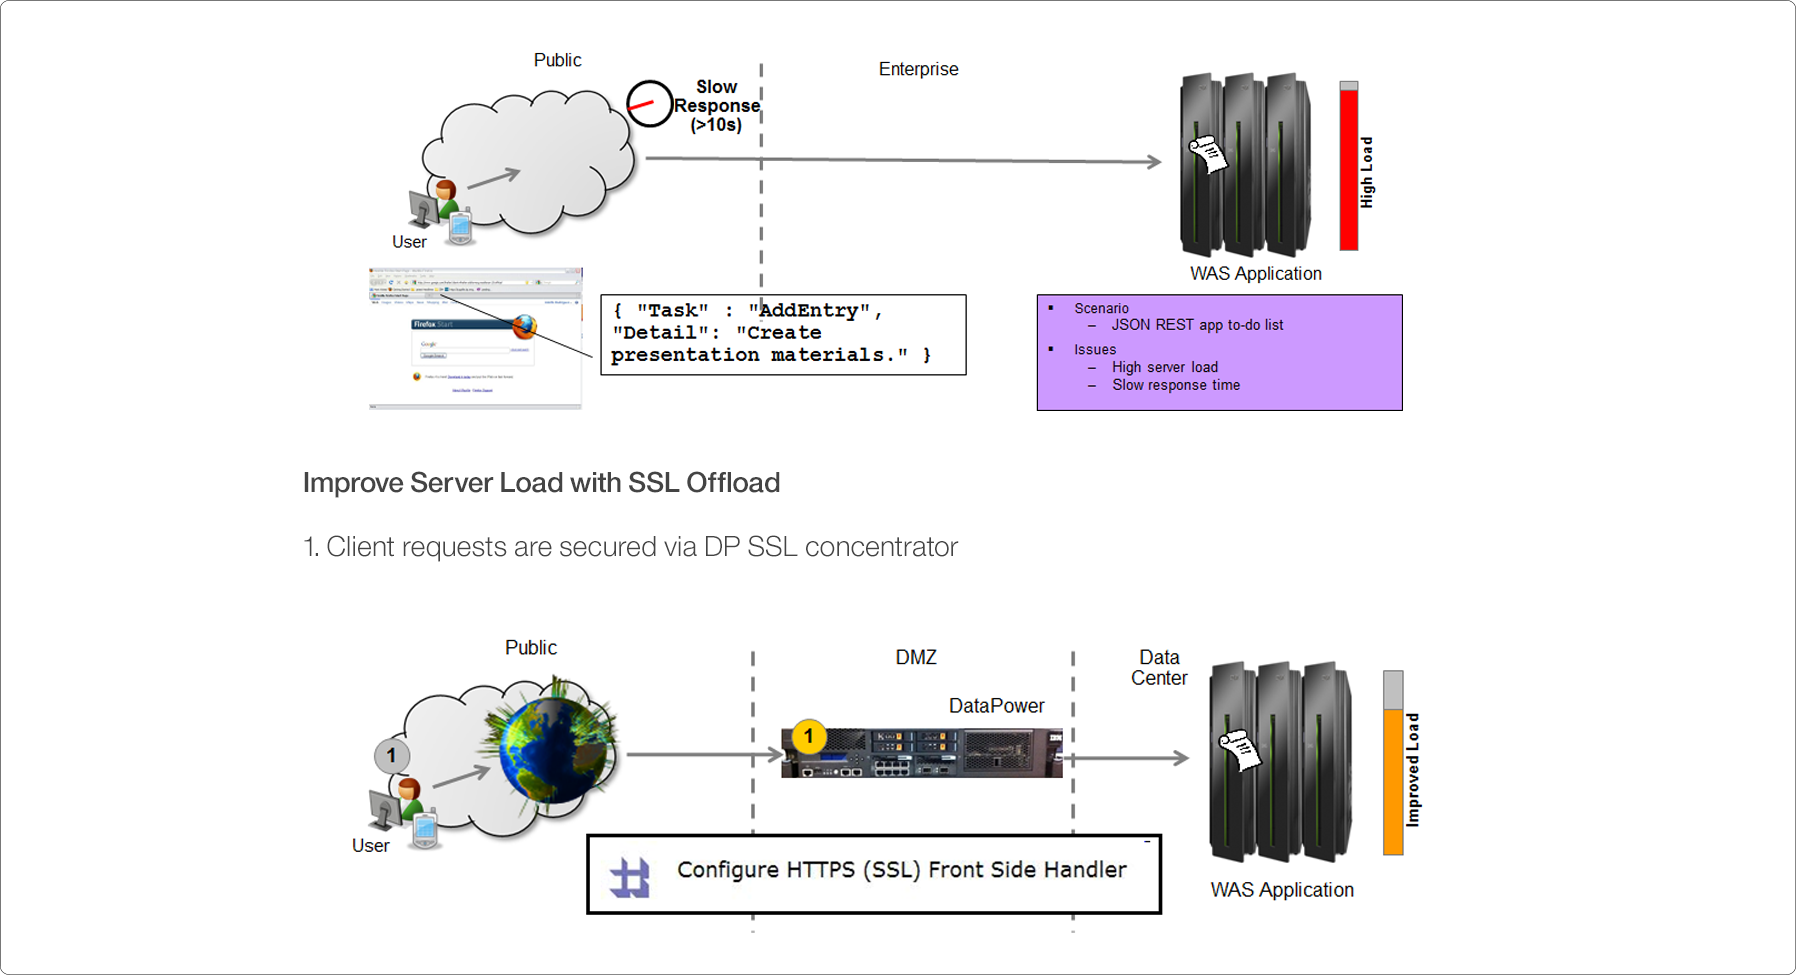 Public
Enterprise
Slow
Response
(>10s)
High Load
User
WAS Application
Firefox Start
Google
{ "Task" : "AddEntry",
"Detail": "Create
presentation materials." }
▪ Scenario
– JSON REST app to-do list
▪ Issues
– High server load
– Slow response time
Improve Server Load with SSL Offload
1. Client requests are secured via DP SSL concentrator
Public
DMZ
Data
Center
DataPower
1
1
Improved Load
User
Configure HTTPS (SSL) Front Side Handler
WAS Application